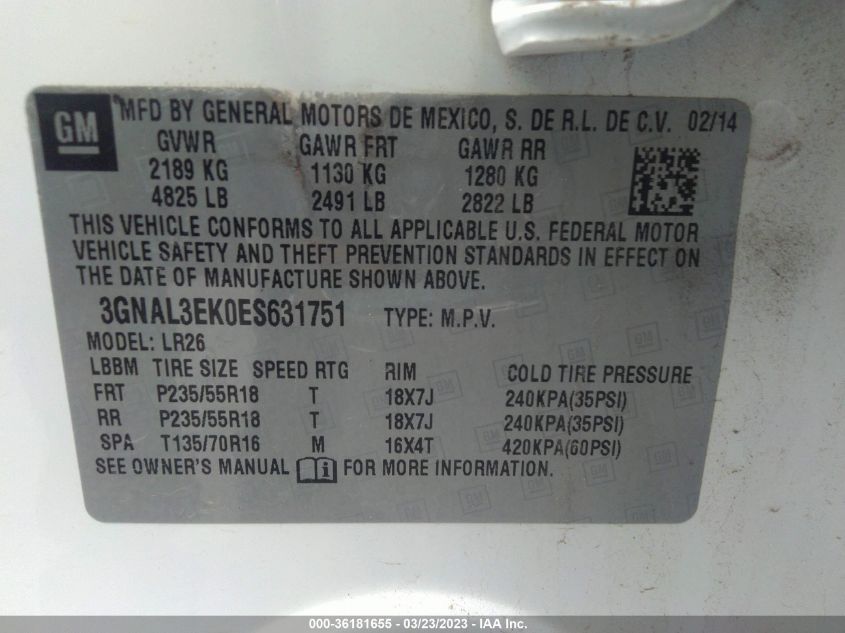 GM
MFD BY GENERAL MOTORS DE MEXICO, S. DE R.L. DE C.V. 02/14
GVWR GAWR FRT GAWR RR
2189 KG 1130 KG 1280 KG
4825 LB 2491 LB 2822 LB
THIS VEHICLE CONFORMS TO ALL APPLICABLE U.S. FEDERAL MOTOR
VEHICLE SAFETY AND THEFT PREVENTION STANDARDS IN EFFECT ON
THE DATE OF MANUFACTURE SHOWN ABOVE.
3GNAL3EK0ES631751 TYPE: M.P.V.
MODEL: LR26
LBBM TIRE SIZE SPEED RTG RIM COLD TIRE PRESSURE
FRT P235/55R18 T 18X7J 240KPA(35PSI)
RR P235/55R18 T 18X7J 240KPA(35PSI)
SPA T135/70R16 M 16X4T 420KPA(60PSI)
SEE OWNER'S MANUAL FOR MORE INFORMATION.
000-36181655 - 03/23/2023 - IAA Inc.